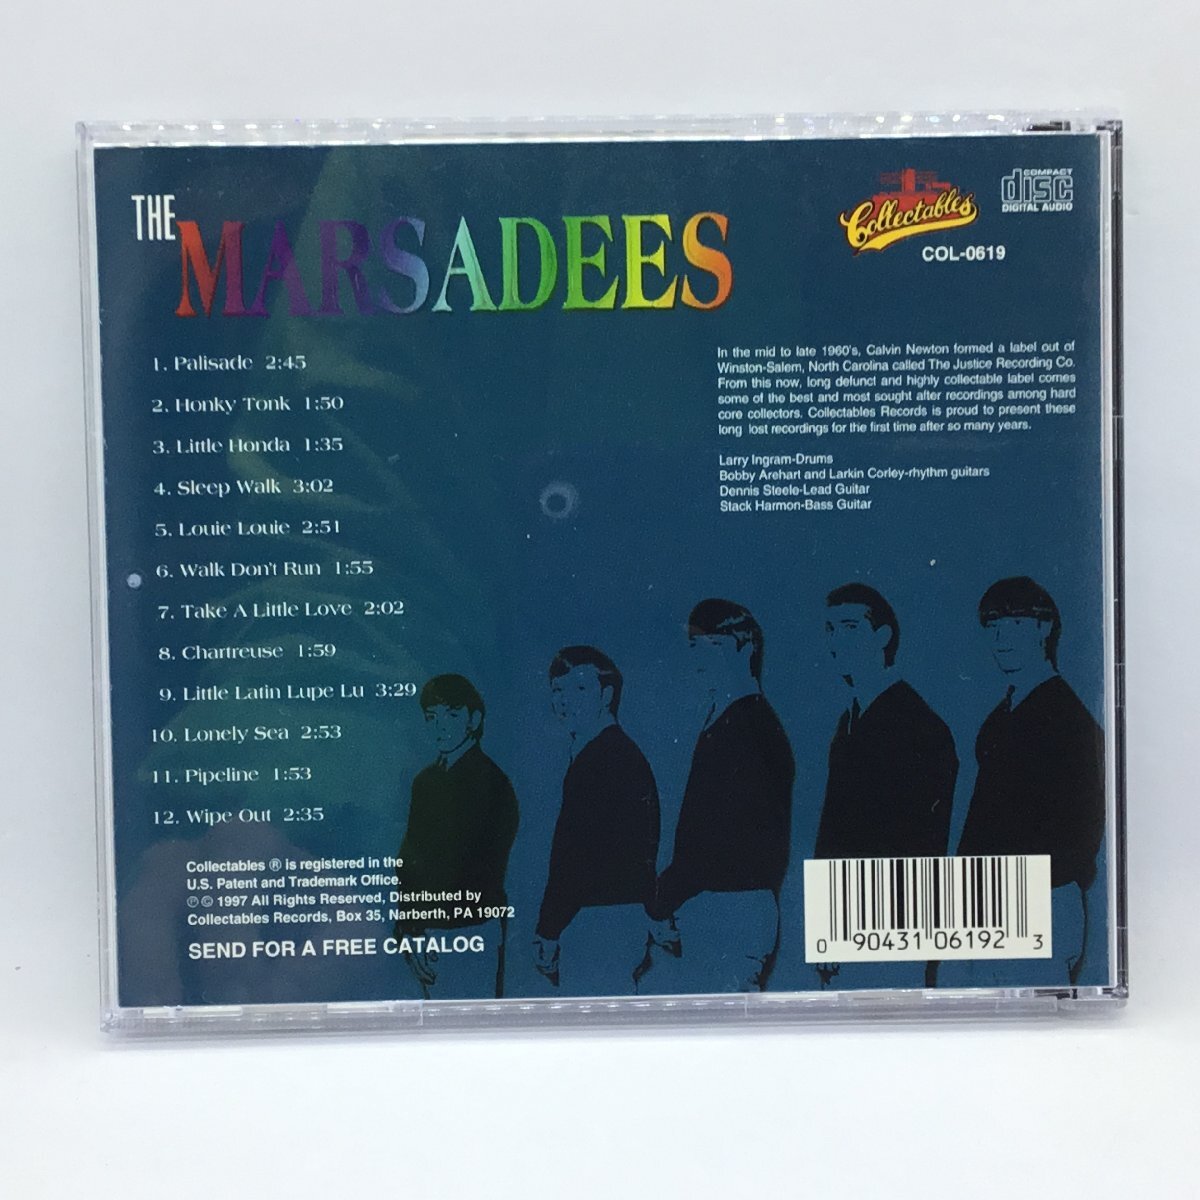 THE
MARSADEES
Collectables
COMPACT
disc
DIGITAL AUDIO
COL-0619
1. Palisade 2:45
2. Honky Tonk 1:50
3. Little Honda 1:35
4. Sleep Walk 3:02
5. Louie Louie 2:51
6. Walk Don't Run 1:55
7. Take A Little Love 2:02
8. Chartreuse 1:59
9. Little Latin Lupe Lu 3:29
10. Lonely Sea 2:53
11. Pipeline 1:53
12. Wipe Out 2:35
In the mid to late 1960's, Calvin Newton formed a label out of
Winston-Salem, North Carolina called The Justice Recording Co.
From this now, long defunct and highly collectable label comes
some of the best and most sought after recordings among hard
core collectors. Collectables Records is proud to present these
long lost recordings for the first time after so many years.
Larry Ingram-Drums
Bobby Arehart and Larkin Corley-rhythm guitars
Dennis Steele-Lead Guitar
Stack Harmon-Bass Guitar
Collectables ® is registered in the
U.S. Patent and Trademark Office.
℗ © 1997 All Rights Reserved, Distributed by
Collectables Records, Box 35, Narberth, PA 19072
SEND FOR A FREE CATALOG
0 90431 06192 3